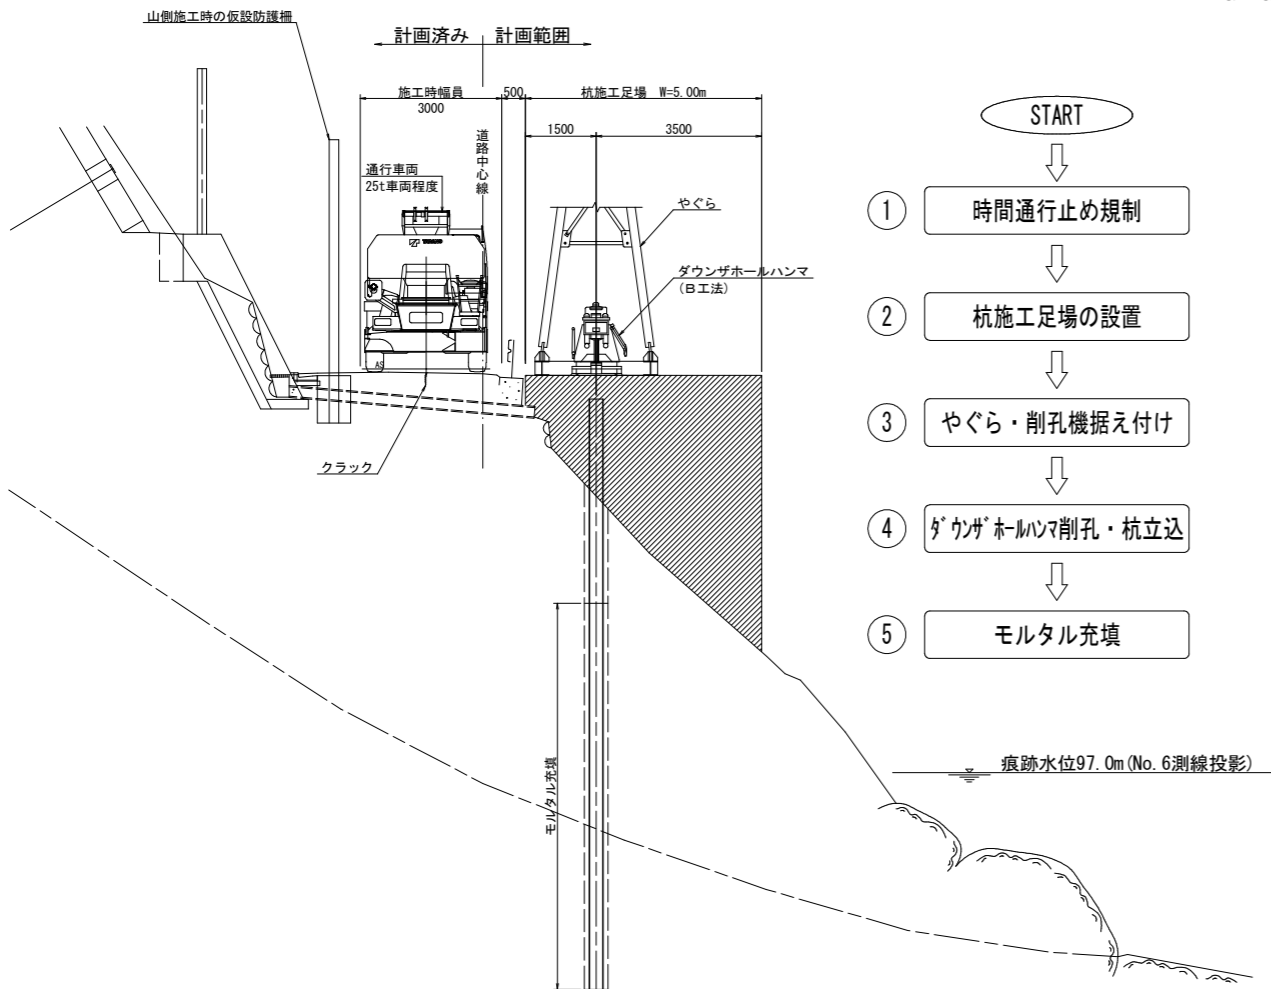 山側施工時の仮設防護柵
計画済み 計画範囲
施工時幅員
3000
500
杭施工足場 W=5.00m
1500
3500
道路中心線
通行車両
25t車両程度
やぐら
ダウンザホールハンマ
(B工法)
AS
クラック
モルタル充填
START
① 時間通行止め規制
② 杭施工足場の設置
③ やぐら・削孔機据え付け
④ ダウンザホールハンマ削孔・杭立込
⑤ モルタル充填
痕跡水位97.0m(No.6測線投影)